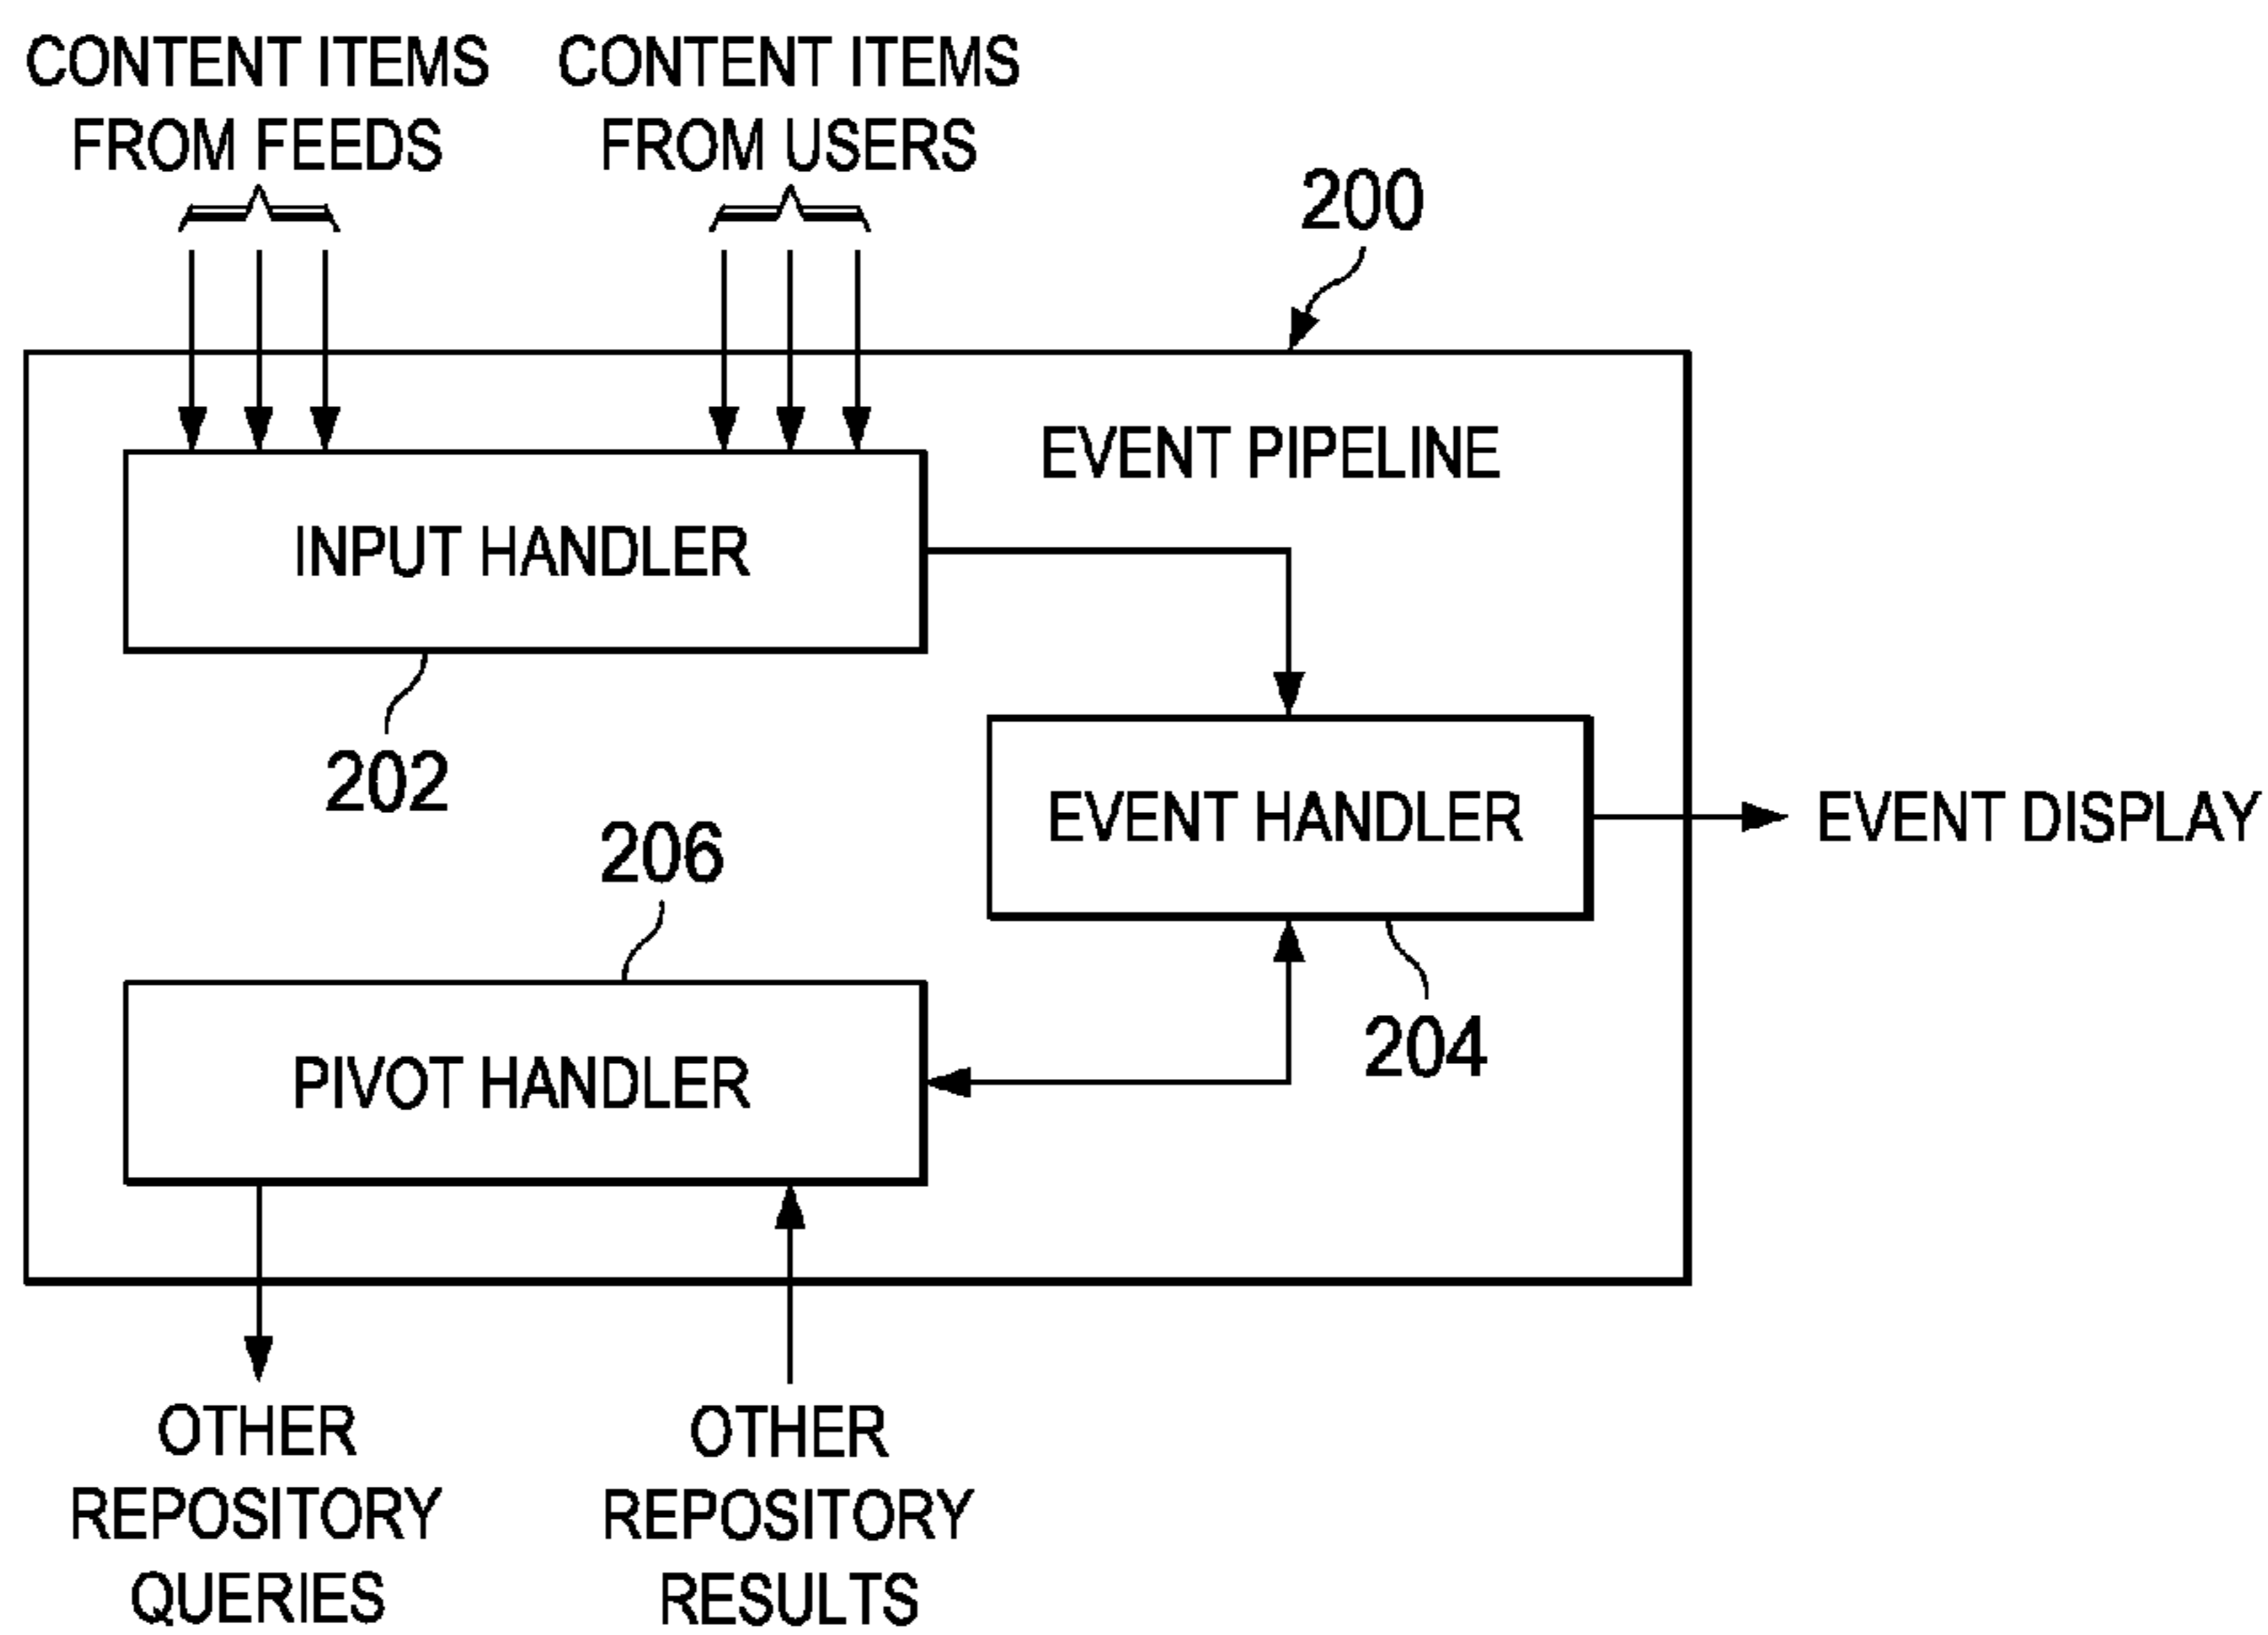 CONTENT ITEMS
FROM FEEDS
CONTENT ITEMS
FROM USERS
200
EVENT PIPELINE
INPUT HANDLER
202
206
EVENT HANDLER
EVENT DISPLAY
204
PIVOT HANDLER
OTHER
REPOSITORY
QUERIES
OTHER
REPOSITORY
RESULTS